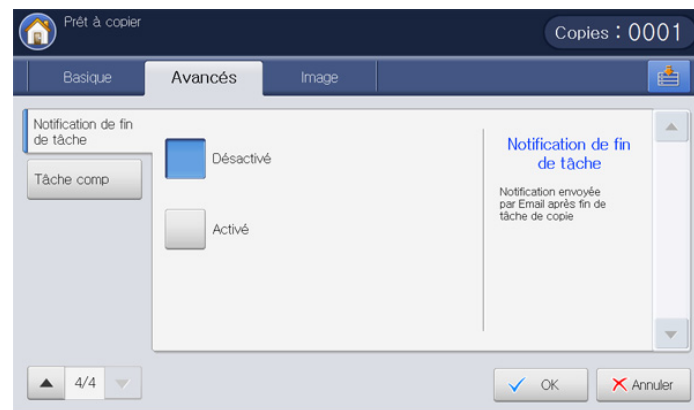 Prêt à copier
Copies : 0001
Basique
Avancés
Image
Notification de fin
de tâche
Tâche comp
Désactivé
Activé
Notification de fin
de tâche
Notification envoyée
par Email après fin de
tâche de copie
4/4
OK
Annuler